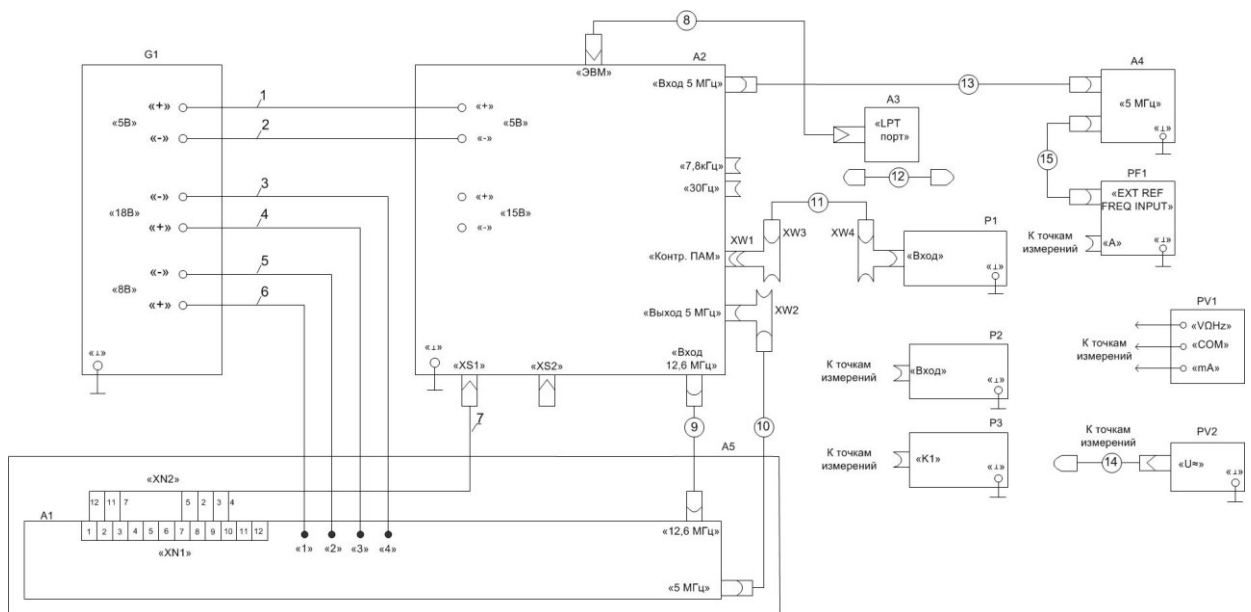 8
G1
A2
«ЭВМ»
«Вход 5 МГц»
13
A4
«5 МГц»
«⊥»
A3
«LPT
порт»
«+»
1
«+»
«5В»
«5В»
«-»
2
«-»
12
15
«7,8кГц»
«30Гц»
PF1
«EXT REF
FREQ INPUT»
К точкам
измерений
«А»
«⊥»
«-»
3
«+»
«18В»
«15В»
«+»
4
«-»
11
XW1
XW3
XW4
P1
«Контр. ПАМ»
«Вход»
«⊥»
«-»
5
«8В»
«+»
6
«Выход 5 МГц»
XW2
PV1
«VΩHz»
К точкам
измерений
«COM»
«mA»
«⊥»
«⊥»
«XS1»
«XS2»
«Вход
12,6 МГц»
P2
К точкам
измерений
«Вход»
«⊥»
7
9
10
A5
P3
К точкам
измерений
«K1»
«⊥»
К точкам
измерений
14
PV2
«U≈»
«⊥»
«XN2»
12 11 7 5 2 3 4
A1
1 2 3 4 5 6 7 8 9 10 11 12
«XN1»
«1» «2» «3» «4»
«12,6 МГц»
«5 МГц»